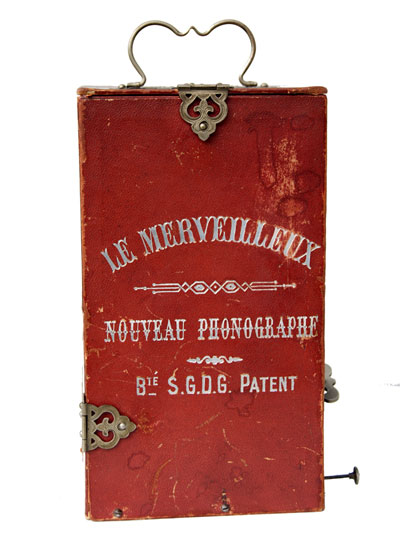 LE MERVEILLEUX
NOUVEAU PHONOGRAPHE
Bté S.G.D.G. PATENT